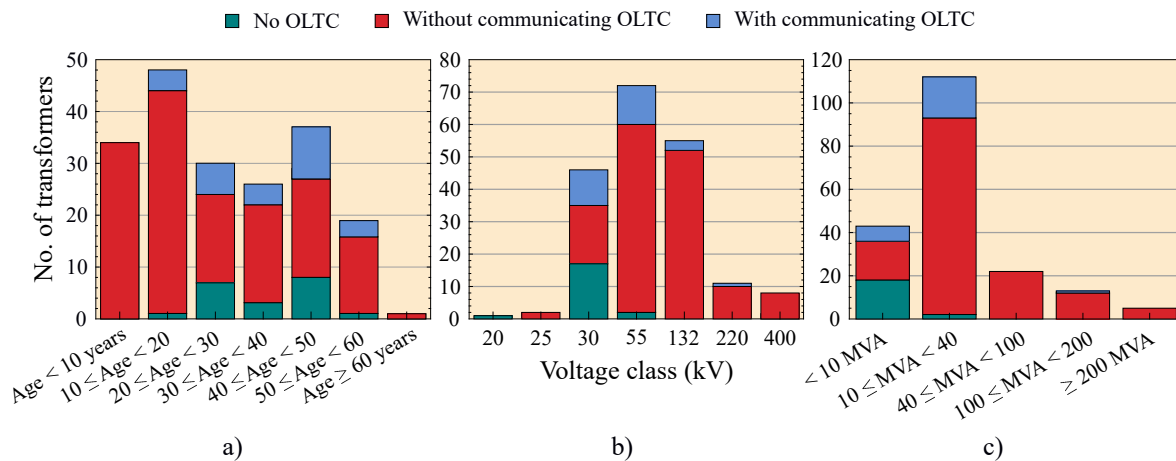 No OLTC Without communicating OLTC With communicating OLTC
No. of transformers
50
40
30
20
10
0
Age < 10 years
10 ≤ Age < 20
20 ≤ Age < 30
30 ≤ Age < 40
40 ≤ Age < 50
50 ≤ Age < 60
Age ≥ 60 years
a)
80
70
60
50
40
30
20
10
0
20 25 30 55 132 220 400
Voltage class (kV)
b)
120
100
80
60
40
20
0
< 10 MVA
10 ≤ MVA < 40
40 ≤ MVA < 100
100 ≤ MVA < 200
≥ 200 MVA
c)